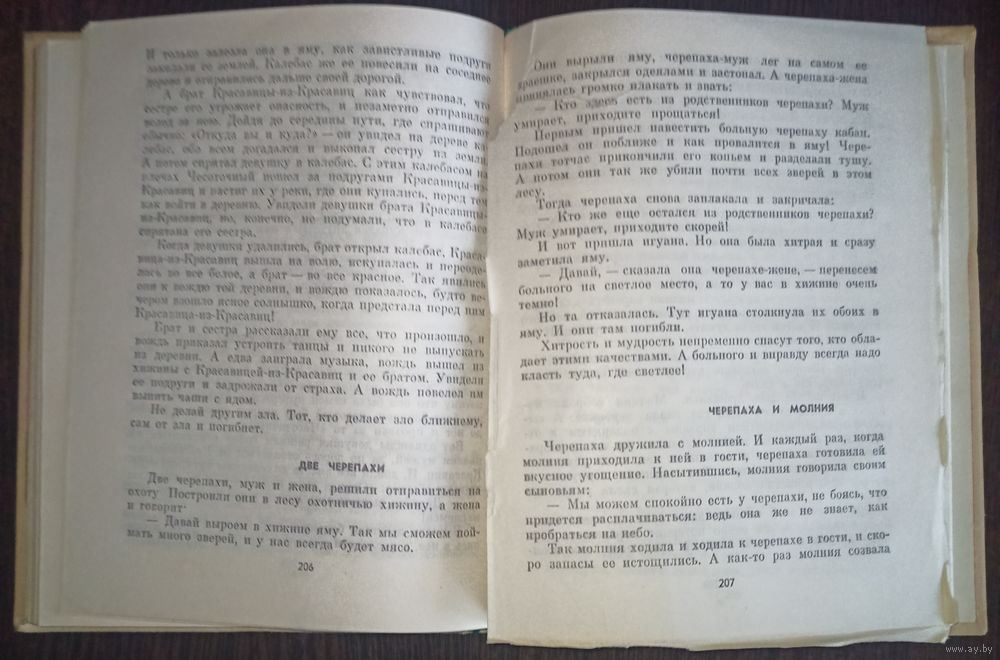 И только залезла она в яму, как завистливые подруги
закидали ее землей. Калебас же ее повесили на соседнее
дерево и отправились дальше своей дорогой.
А брат Красавицы-из-Красавиц как чувствовал, что
сестре его угрожает опасность, и незаметно отправился
вслед за нею. Дойдя до середины пути, где спрашивают
обычно: «Откуда вы и куда?» — он увидел на дереве ка-
лебас, обо всем догадался и выкопал сестру из земли.
А потом спрятал девушку в калебас. С этим калебасом на
плечах Чесоточный пошел за подругами Красавицы-из-
Красавиц и настиг их у реки, где они купались, перед тем
как войти в деревню. Увидели девушки брата Красавицы-
из-Красавиц, но, конечно, не подумали, что в калебасе
спрятана его сестра.
Когда девушки удалились, брат открыл калебас, Краса-
вица-из-Красавиц вышла на волю, искупалась и переоде-
лась во все белое, а брат — во все красное. Так явились
они к вождю той деревни, и вождю показалось, будто ве-
чером взошло ясное солнышко, когда предстала перед ним
Красавица-из-Красавиц!
Брат и сестра рассказали ему все, что произошло, и
вождь приказал устроить танцы и никого не выпускать
из деревни. А едва заиграла музыка, вождь вышел из
хижины с Красавицей-из-Красавиц и ее братом. Увидели
ее подруги и задрожали от страха. А вождь повелел им
выпить чаши с ядом.
Не делай другим зла. Тот, кто делает зло ближнему,
сам от зла и погибнет.
ДВЕ ЧЕРЕПАХИ
Две черепахи, муж и жена, решили отправиться на
охоту Построили они в лесу охотничью хижину, а жена
и говорит·
— Давай выроем в хижине яму. Так мы сможем пой-
мать много зверей, и у нас всегда будет мясо.
206
Они вырыли яму, черепаха-муж лег на самом ее
краешке, закрылся одеялами и застонал. А черепаха-жена
принялась громко плакать и звать:
— Кто здесь есть из родственников черепахи? Муж
умирает, приходите прощаться!
Первым пришел навестить больную черепаху кабан.
Подошел он поближе и как провалится в яму! Чере-
пахи тотчас прикончили его копьем и разделали тушу.
А потом они так же убили почти всех зверей в этом
лесу.
Тогда черепаха снова заплакала и закричала:
— Кто же еще остался из родственников черепахи?
Муж умирает, приходите скорей!
И вот пришла игуана. Но она была хитрая и сразу
заметила яму.
— Давай, — сказала она черепахе-жене, — перенесем
больного на светлое место, а то у вас в хижине очень
темно!
Но та отказалась. Тут игуана столкнула их обоих в
яму. И они там погибли.
Хитрость и мудрость непременно спасут того, кто обла-
дает этими качествами. А больного и вправду всегда надо
класть туда, где светлее!
ЧЕРЕПАХА И МОЛНИЯ
Черепаха дружила с молнией. И каждый раз, когда
молния приходила к ней в гости, черепаха готовила ей
вкусное угощение. Насытившись, молния говорила своим
сыновьям:
— Мы можем спокойно есть у черепахи, не боясь, что
придется расплачиваться: ведь она же не знает, как
пробраться на небо.
Так молния ходила и ходила к черепахе в гости, и ско-
ро запасы ее истощились. А как-то раз молния созвала
207
www.ay.by